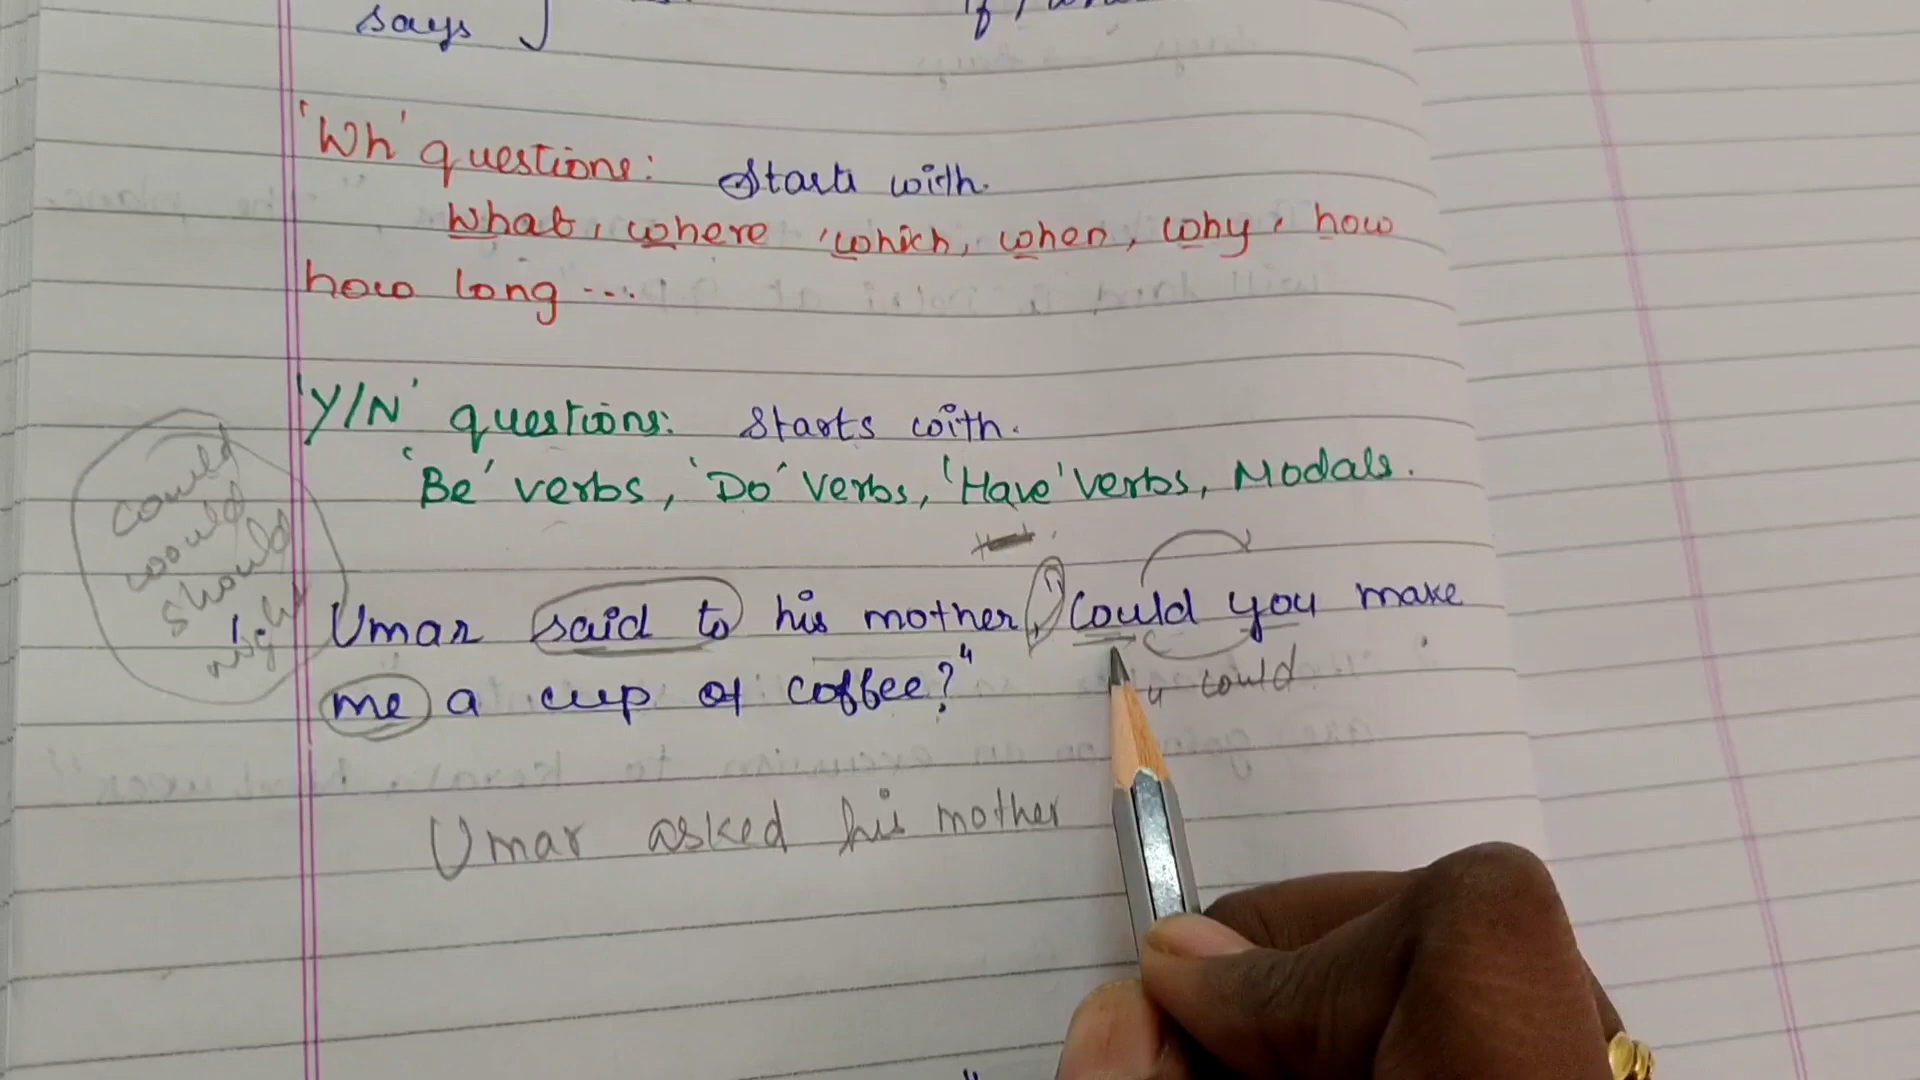 says
if /
'Wh' questions: Starts with.
What, where, which, when, why, how
how long ...
'Y/N' questions: Starts with.
'Be' verbs, 'Do' verbs, 'Have' verbs, Modals.
could
would
should
might
Umar said to his mother, "Could you make
me a cup of coffee?"
u could
Umar asked his mother